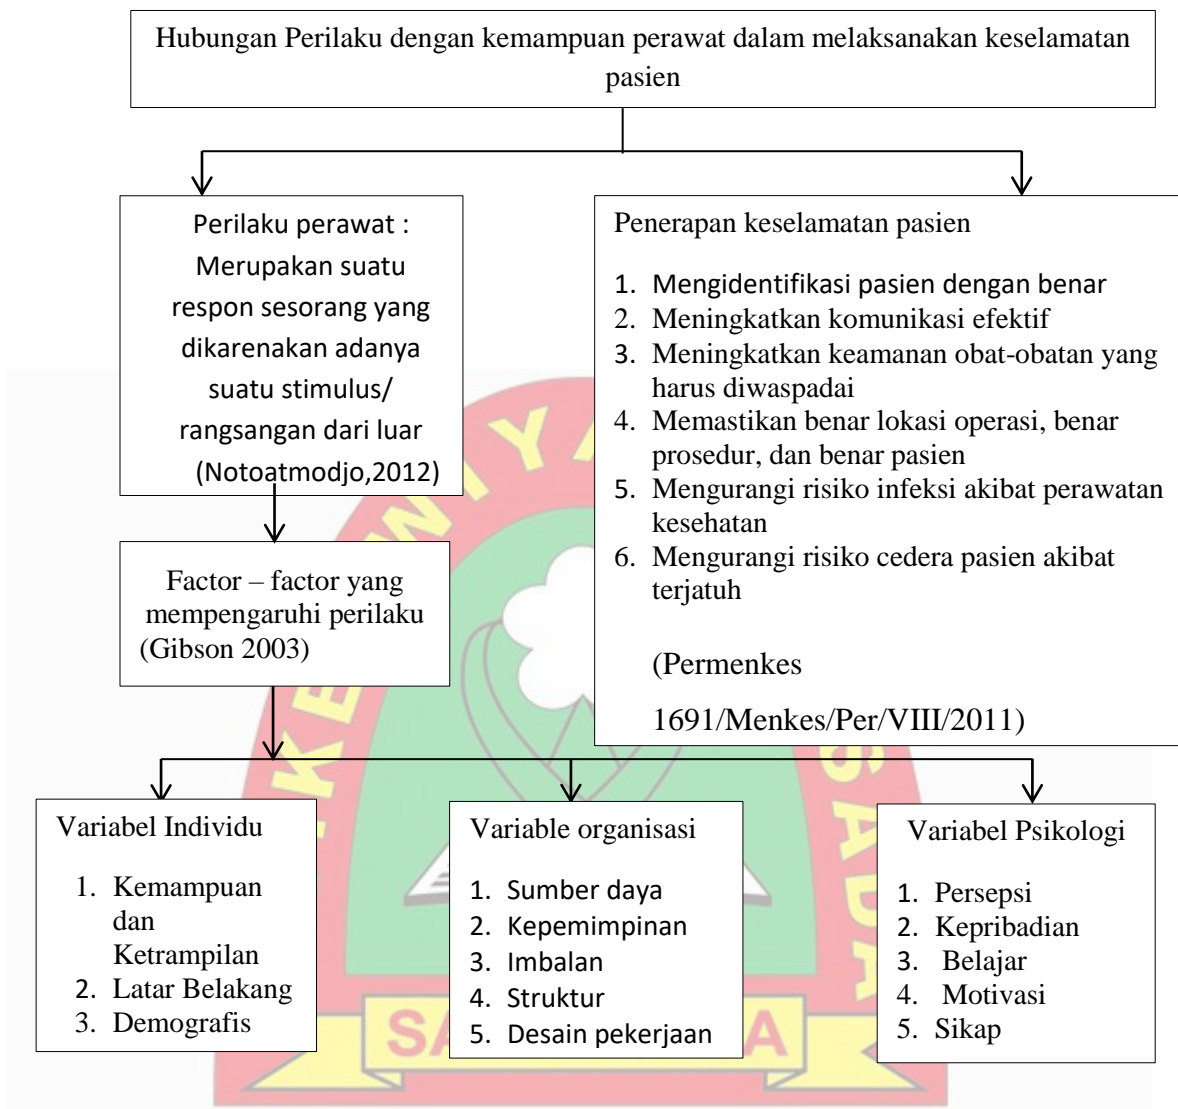 Hubungan Perilaku dengan kemampuan perawat dalam melaksanakan keselamatan
pasien
Perilaku perawat :
Merupakan suatu
respon sesorang yang
dikarenakan adanya
suatu stimulus/
rangsangan dari luar
(Notoatmodjo,2012)
Penerapan keselamatan pasien
1. Mengidentifikasi pasien dengan benar
2. Meningkatkan komunikasi efektif
3. Meningkatkan keamanan obat-obatan yang
harus diwaspadai
4. Memastikan benar lokasi operasi, benar
prosedur, dan benar pasien
5. Mengurangi risiko infeksi akibat perawatan
kesehatan
6. Mengurangi risiko cedera pasien akibat
terjatuh
(Permenkes
1691/Menkes/Per/VIII/2011)
Factor – factor yang
mempengaruhi perilaku
(Gibson 2003)
Variabel Individu
1. Kemampuan
dan
Ketrampilan
2. Latar Belakang
3. Demografis
Variable organisasi
1. Sumber daya
2. Kepemimpinan
3. Imbalan
4. Struktur
5. Desain pekerjaan
Variabel Psikologi
1. Persepsi
2. Kepribadian
3. Belajar
4. Motivasi
5. Sikap